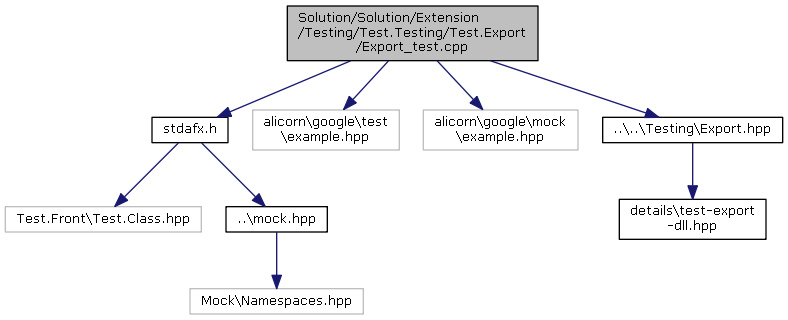 Solution/Solution/Extension
/Testing/Test.Testing/Test.Export
/Export_test.cpp
stdafx.h
alicorn\google\test
\example.hpp
alicorn\google\mock
\example.hpp
..\..\Testing\Export.hpp
Test.Front\Test.Class.hpp
..\mock.hpp
details\test-export
-dll.hpp
Mock\Namespaces.hpp